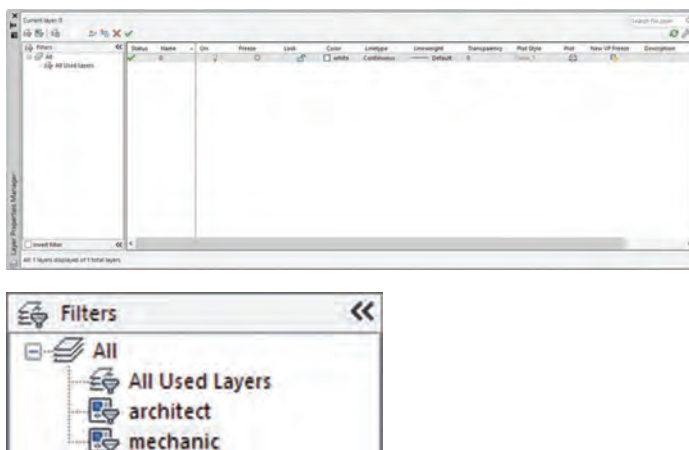 Current layer: 0
Search for layer
Filters
Status Name On Freeze Lock Color Linetype Lineweight Transparency Plot Style Plot New VP Freeze Description
All
0 white Continuous Default 0
All Used Layers
Layer Properties Manager
Invert filter
All: 1 layers displayed of 1 total layers
Filters
All
All Used Layers
architect
mechanic